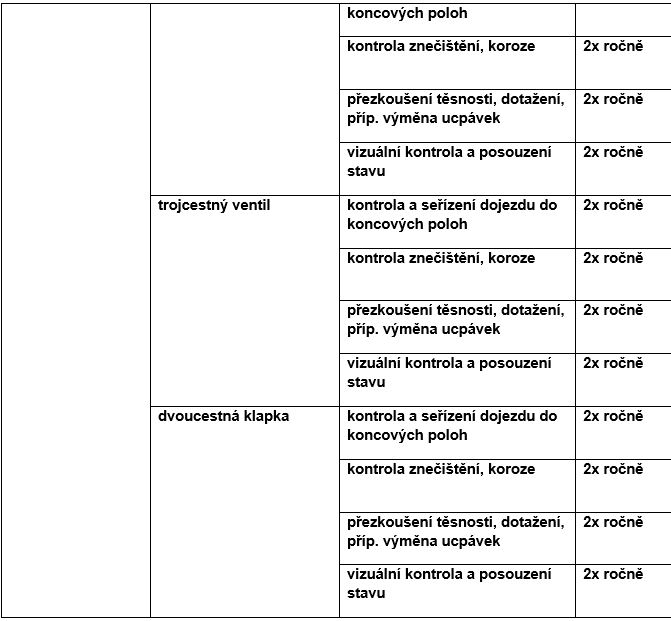 koncových poloh
kontrola znečištění, koroze 2x ročně
přezkoušení těsnosti, dotažení, 2x ročně
příp. výměna ucpávek
vizuální kontrola a posouzení 2x ročně
stavu
trojcestný ventil kontrola a seřízení dojezdu do 2x ročně
koncových poloh
kontrola znečištění, koroze 2x ročně
přezkoušení těsnosti, dotažení, 2x ročně
příp. výměna ucpávek
vizuální kontrola a posouzení 2x ročně
stavu
dvoucestná klapka kontrola a seřízení dojezdu do 2x ročně
koncových poloh
kontrola znečištění, koroze 2x ročně
přezkoušení těsnosti, dotažení, 2x ročně
příp. výměna ucpávek
vizuální kontrola a posouzení 2x ročně
stavu